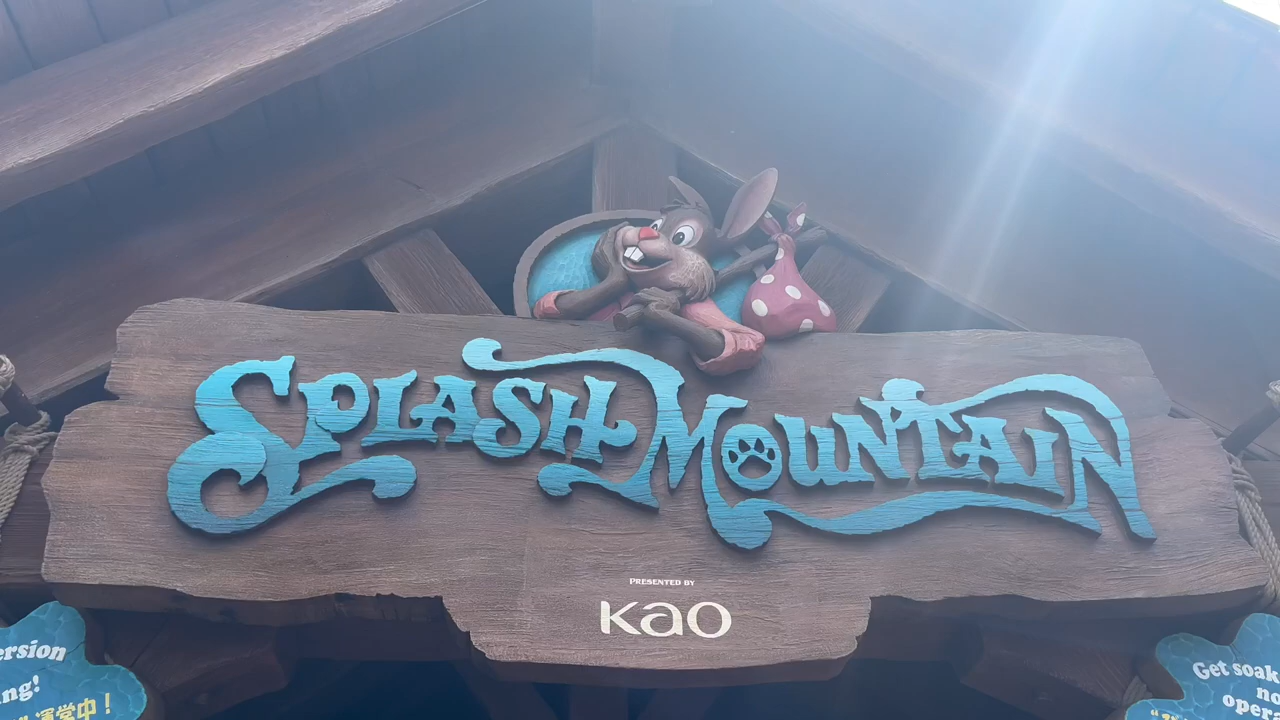 SPLASH MOUNTAIN
PRESENTED BY
Kao
ersion
ng!
運営中！
Get soak
no
opera